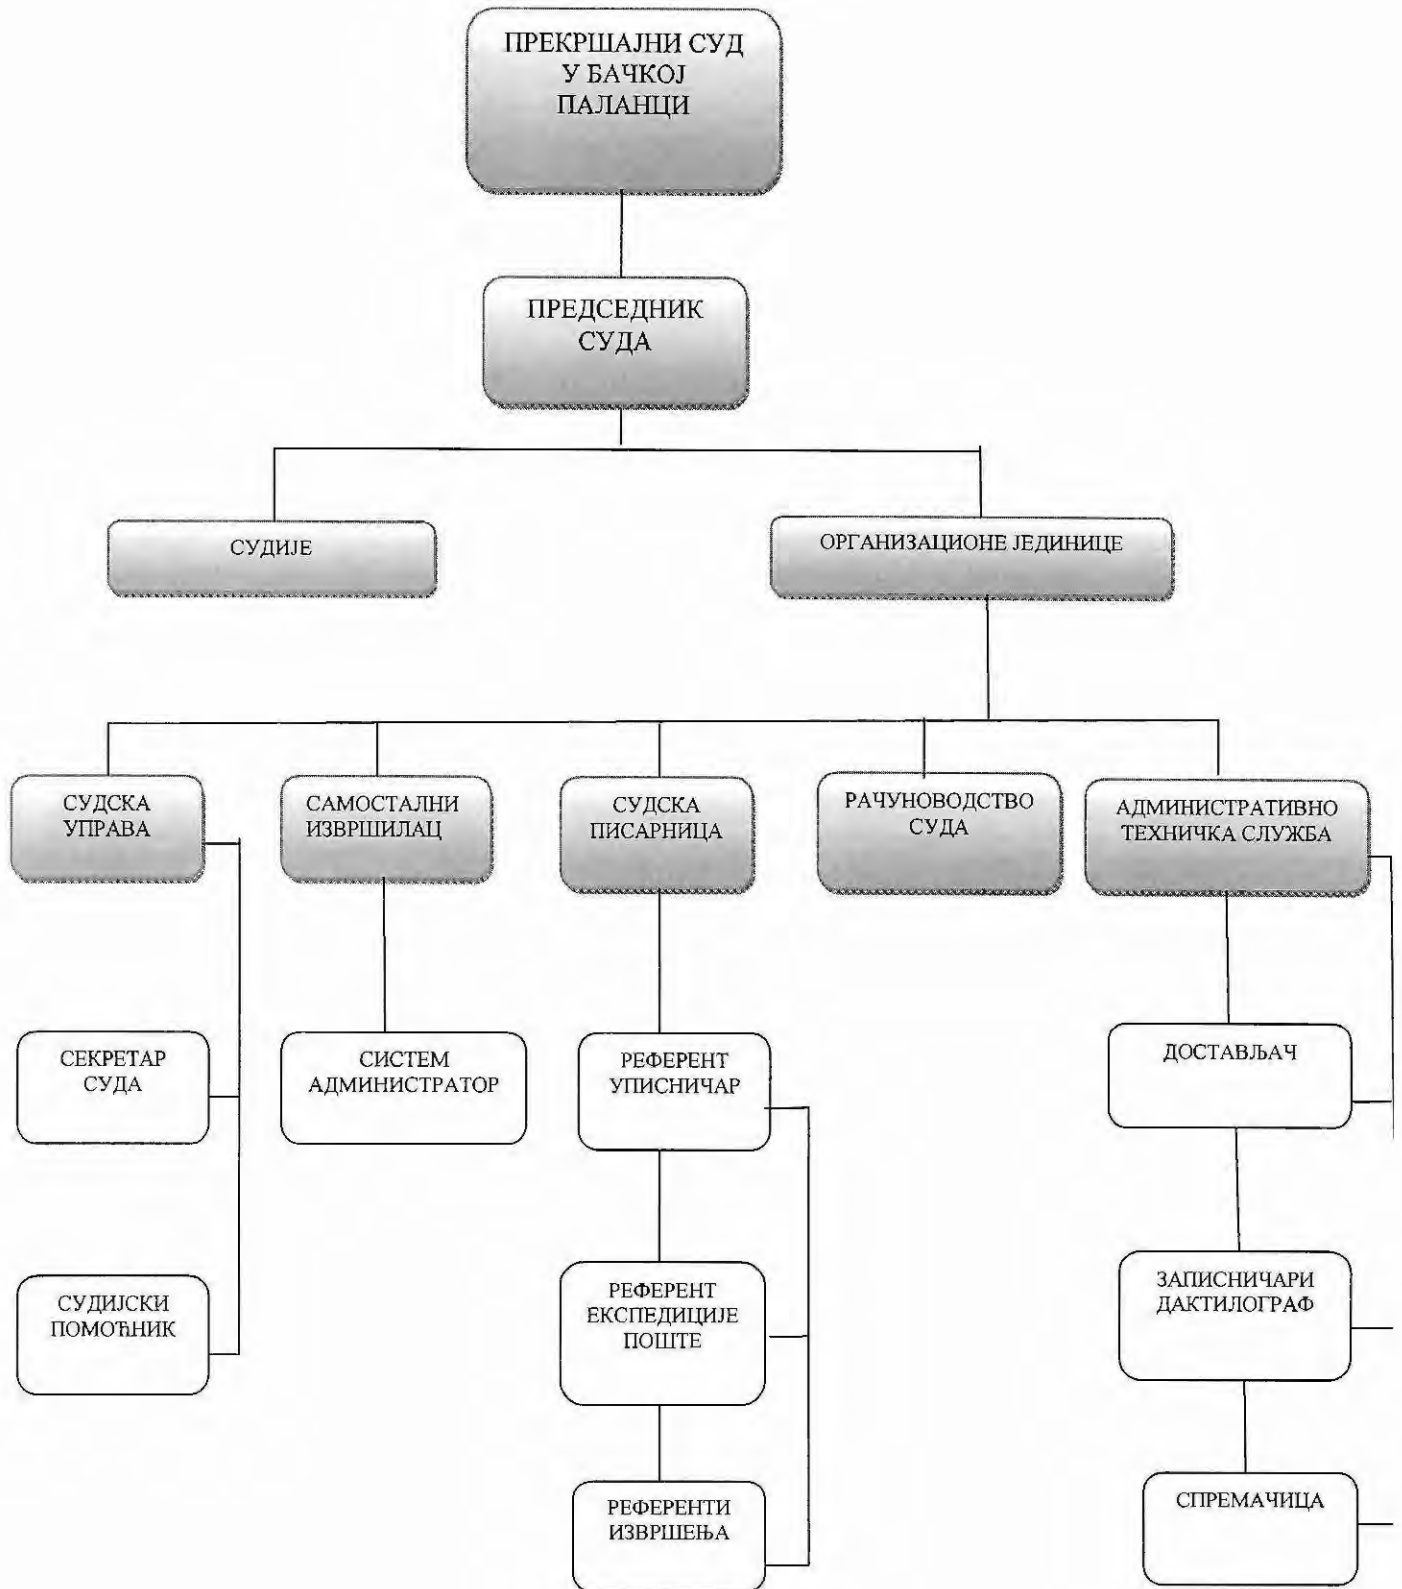 ПРЕКРШАЈНИ СУД
У БАЧКОЈ
ПАЛАНЦИ
ПРЕДСЕДНИК
СУДА
СУДИЈЕ
ОРГАНИЗАЦИОНЕ ЈЕДИНИЦЕ
СУДСКА
УПРАВА
САМОСТАЛНИ
ИЗВРШИЛАЦ
СУДСКА
ПИСАРНИЦА
РАЧУНОВОДСТВО
СУДА
АДМИНИСТРАТИВНО
ТЕХНИЧКА СЛУЖБА
СЕКРЕТАР
СУДА
СИСТЕМ
АДМИНИСТРАТОР
РЕФЕРЕНТ
УПИСНИЧАР
ДОСТАВЉАЧ
СУДИЈСКИ
ПОМОЋНИК
РЕФЕРЕНТ
ЕКСПЕДИЦИЈЕ
ПОШТЕ
ЗАПИСНИЧАРИ
ДАКТИЛОГРАФ
РЕФЕРЕНТИ
ИЗВРШЕЊА
СПРЕМАЧИЦА